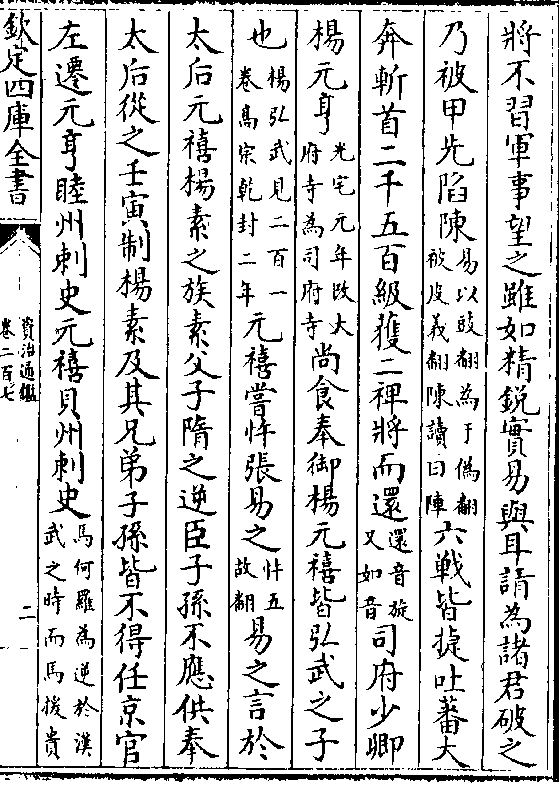 將不習軍事望之雖如精銳實易與耳請為諸君破之
乃被甲先陷陳易以豉翻為于偽翻被皮義翻陳讀曰陣六戰皆捷吐蕃大
奔斬首二千五百級獲二裨將而還還音旋又如音司府少卿
楊元亨光宅元年改太府寺為司府寺尚食奉御楊元禧皆弘武之子
也楊弘武見二百一卷高宗乾封二年元禧嘗忤張易之忤五故翻易之言於
太后元禧楊素之族素父子隋之逆臣子孫不應供奉
太后從之壬寅制楊素及其兄弟子孫皆不得任京官
左遷元亨睦州刺史元禧貝州刺史馬何羅為逆於漢武之時而馬援貴
欽定四庫全書
資治通鑑
卷二百七
二